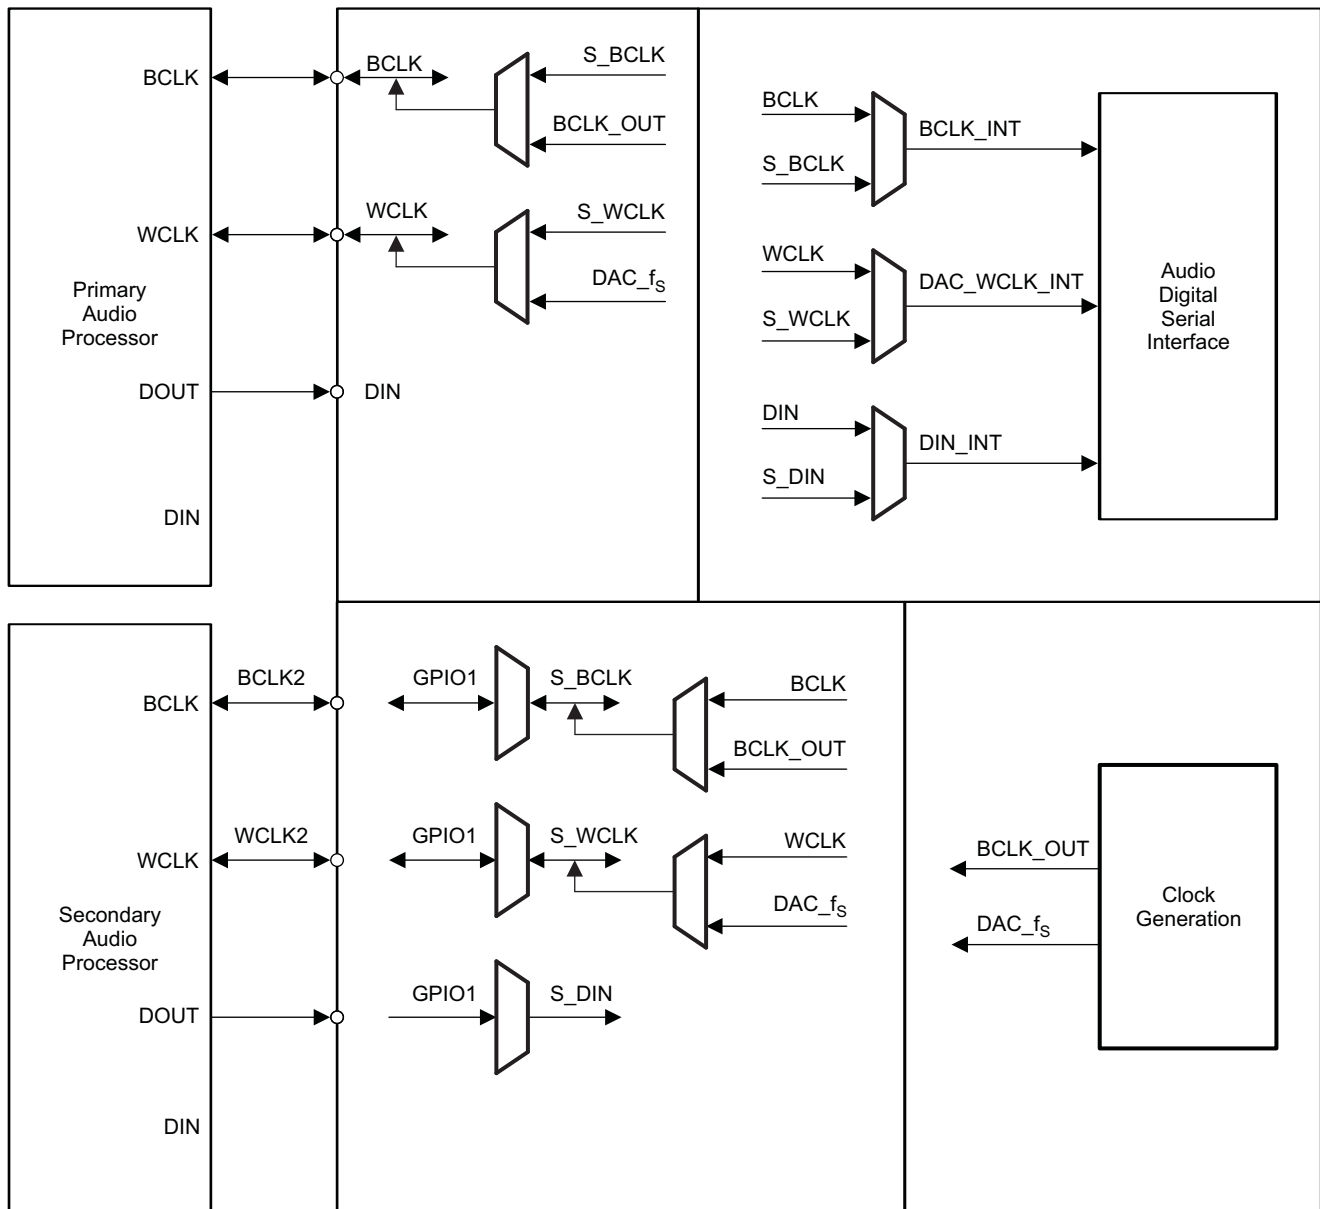 BCLK
WCLK
Primary
Audio
Processor
DOUT
DIN
BCLK
S_BCLK
BCLK_OUT
WCLK
S_WCLK
DAC_fS
DIN
BCLK
S_BCLK
BCLK_INT
WCLK
S_WCLK
DAC_WCLK_INT
DIN
S_DIN
DIN_INT
Audio
Digital
Serial
Interface
BCLK
WCLK
Secondary
Audio
Processor
DOUT
DIN
BCLK2
WCLK2
GPIO1
S_BCLK
BCLK
BCLK_OUT
GPIO1
S_WCLK
WCLK
DAC_fS
GPIO1
S_DIN
BCLK_OUT
DAC_fS
Clock
Generation